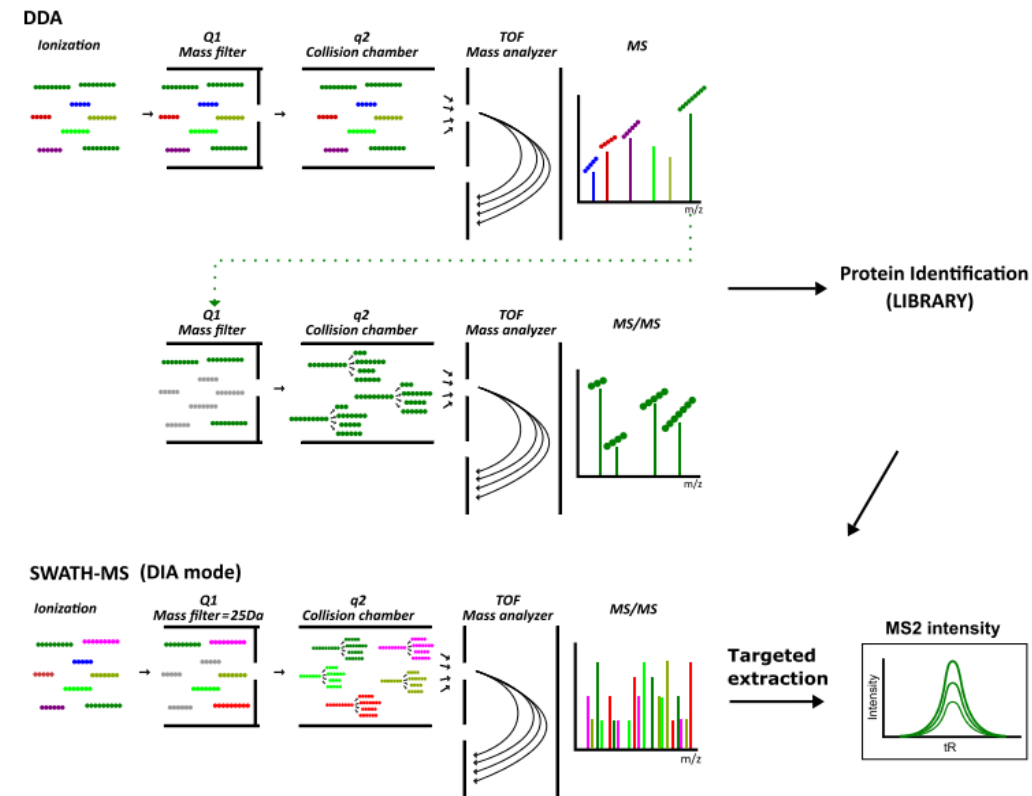 DDA
Ionization
Q1
Mass filter
q2
Collision chamber
TOF
Mass analyzer
MS
m/z
Protein Identification
(LIBRARY)
Q1
Mass filter
q2
Collision chamber
TOF
Mass analyzer
MS/MS
m/z
SWATH-MS (DIA mode)
Ionization
Q1
Mass filter=25Da
q2
Collision chamber
TOF
Mass analyzer
MS/MS
m/z
Targeted
extraction
MS2 intensity
Intensity
tR